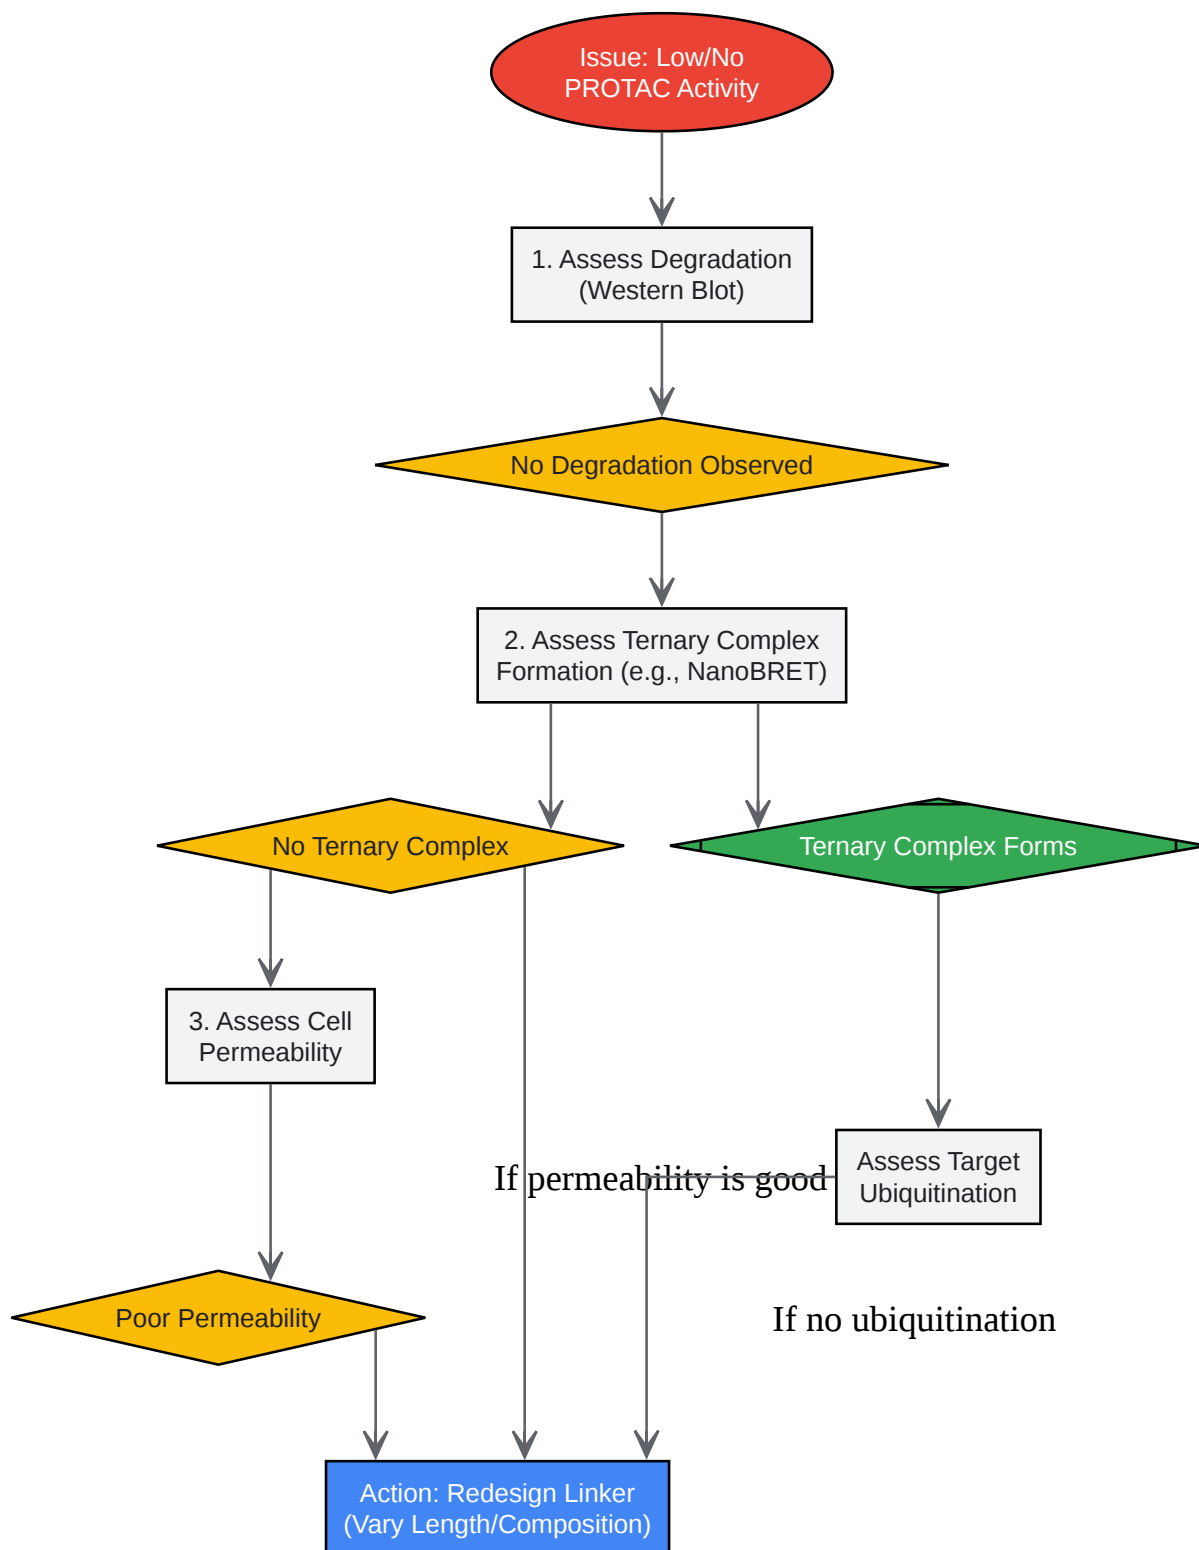 Issue: Low/No
PROTAC Activity
1. Assess Degradation
(Western Blot)
No Degradation Observed
2. Assess Ternary Complex
Formation (e.g., NanoBRET)
No Ternary Complex
Ternary Complex Forms
3. Assess Cell
Permeability
If permeability is good
Assess Target
Ubiquitination
Poor Permeability
If no ubiquitination
Action: Redesign Linker
(Vary Length/Composition)